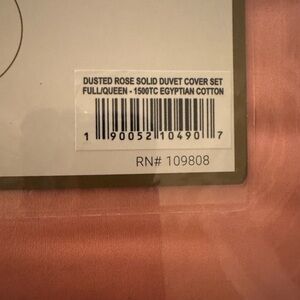 DUSTED ROSE SOLID DUVET COVER SET
FULL/QUEEN - 1500TC EGYPTIAN COTTON
1 90052 10490 7
RN# 109808